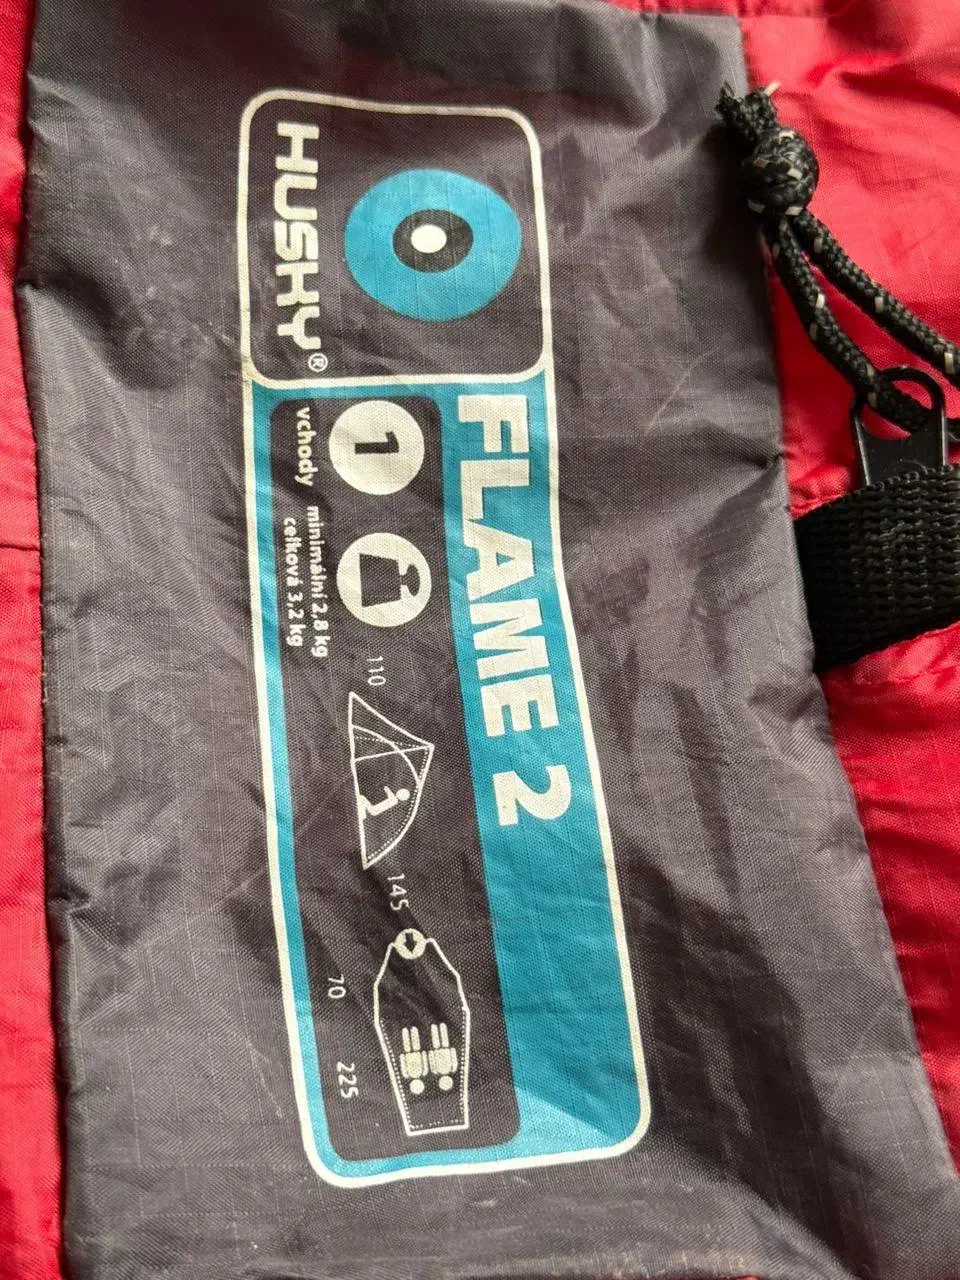 HUSKY®
FLAME 2
1
vchody
minimální 2,8 kg
celková 3,2 kg
110
145
70
225